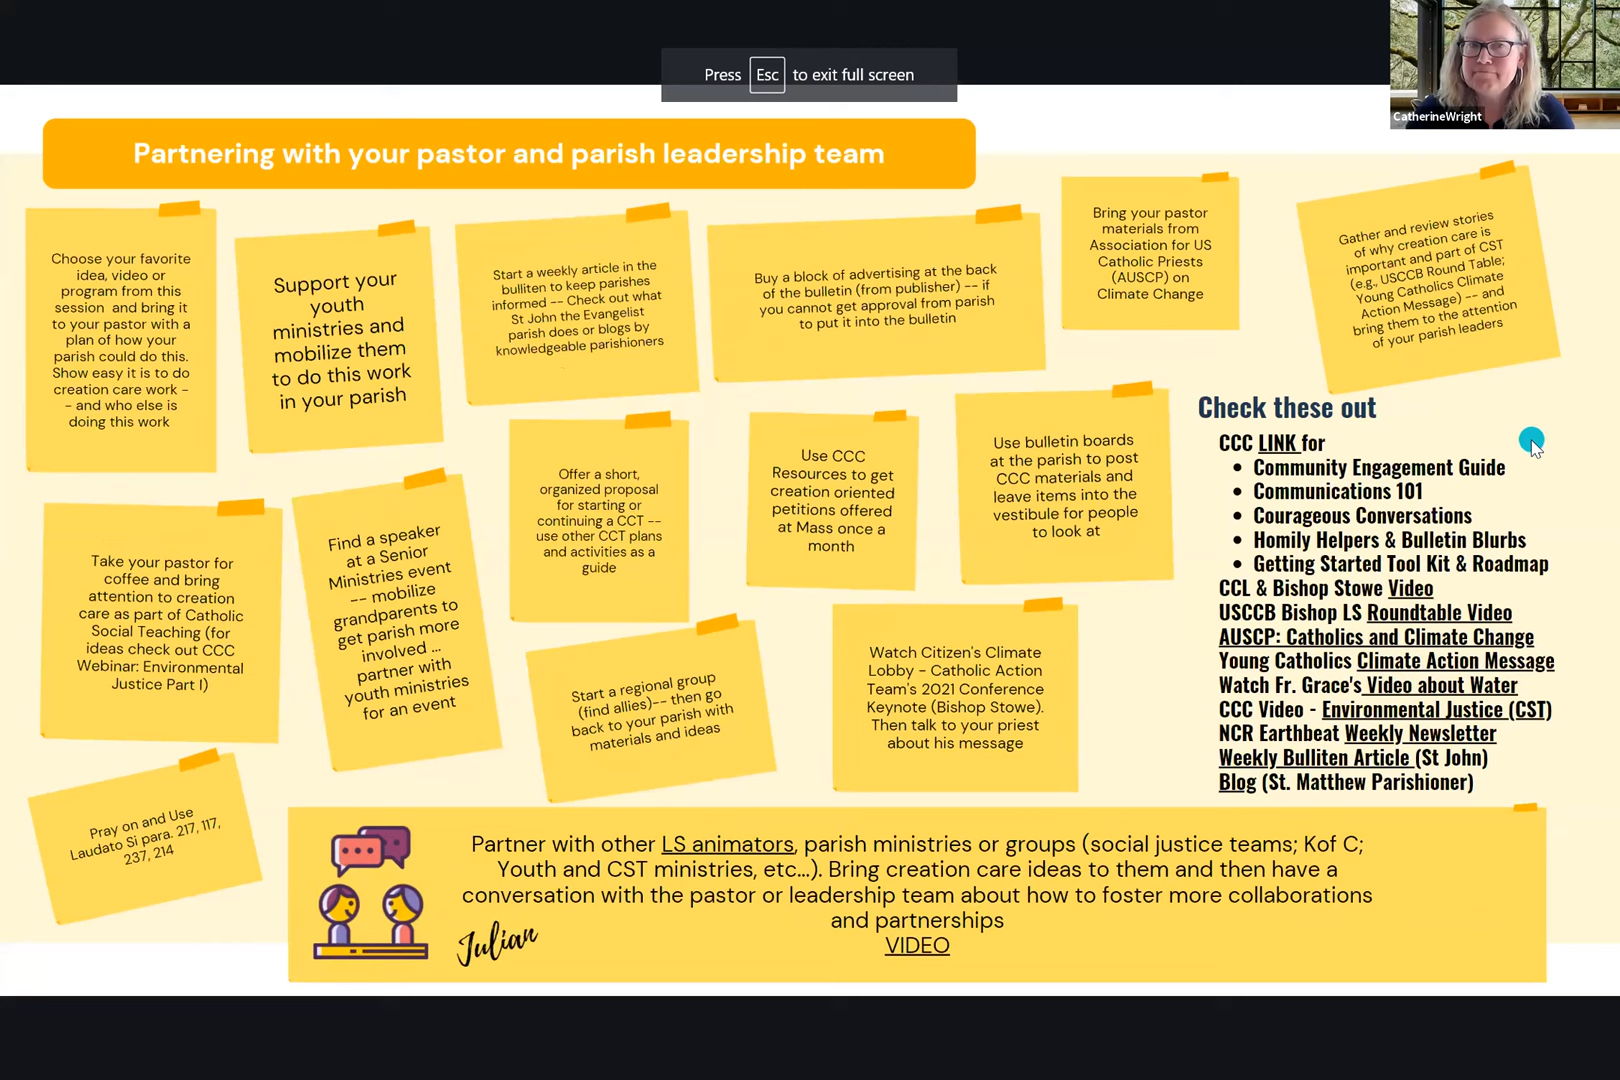 Press Esc to exit full screen
CatherineWright
Partnering with your pastor and parish leadership team
Choose your favorite
idea, video or
program from this
session and bring it
to your pastor with a
plan of how your
parish could do this.
Show easy it is to do
creation care work -
- and who else is
doing this work
Support your
youth
ministries and
mobilize them
to do this work
in your parish
Start a weekly article in the
bulliten to keep parishes
informed -- Check out what
St John the Evangelist
parish does or blogs by
knowledgeable parishioners
Buy a block of advertising at the back
of the bulletin (from publisher) -- if
you cannot get approval from parish
to put it into the bulletin
Bring your pastor
materials from
Association for US
Catholic Priests
(AUSCP) on
Climate Change
Gather and review stories
of why creation care is
important and part of CST
(e.g., USCCB Round Table;
Young Catholics Climate
Action Message) -- and
bring them to the attention
of your parish leaders
Take your pastor for
coffee and bring
attention to creation
care as part of Catholic
Social Teaching (for
ideas check out CCC
Webinar: Environmental
Justice Part I)
Find a speaker
at a Senior
Ministries event
-- mobilize
grandparents to
get parish more
involved ...
partner with
youth ministries
for an event
Offer a short,
organized proposal
for starting or
continuing a CCT --
use other CCT plans
and activities as a
guide
Use CCC
Resources to get
creation oriented
petitions offered
at Mass once a
month
Use bulletin boards
at the parish to post
CCC materials and
leave items into the
vestibule for people
to look at
Start a regional group
(find allies)-- then go
back to your parish with
materials and ideas
Watch Citizen's Climate
Lobby - Catholic Action
Team's 2021 Conference
Keynote (Bishop Stowe).
Then talk to your priest
about his message
Check these out
CCC LINK for
• Community Engagement Guide
• Communications 101
• Courageous Conversations
• Homily Helpers & Bulletin Blurbs
• Getting Started Tool Kit & Roadmap
CCL & Bishop Stowe Video
USCCB Bishop LS Roundtable Video
AUSCP: Catholics and Climate Change
Young Catholics Climate Action Message
Watch Fr. Grace's Video about Water
CCC Video - Environmental Justice (CST)
NCR Earthbeat Weekly Newsletter
Weekly Bulliten Article (St John)
Blog (St. Matthew Parishioner)
Pray on and Use
Laudato Si para. 217, 117,
237, 214
Partner with other LS animators, parish ministries or groups (social justice teams; Kof C;
Youth and CST ministries, etc...). Bring creation care ideas to them and then have a
conversation with the pastor or leadership team about how to foster more collaborations
and partnerships
VIDEO
Julian